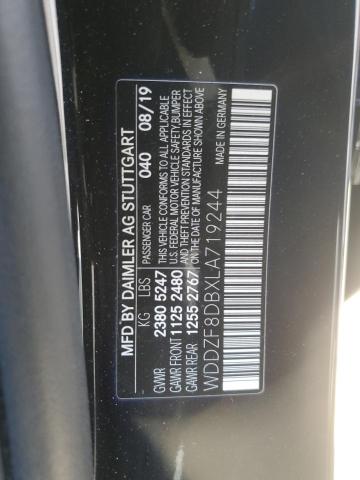 MFD BY DAIMLER AG STUTTGART
KG LBS PASSENGER CAR 040 08/19
GWWR 2380 5247 THIS VEHICLE CONFORMS TO ALL APPLICABLE
GAWR FRONT 1125 2480 U.S. FEDERAL MOTOR VEHICLE SAFETY,BUMPER
GAWR REAR 1255 2767 AND THEFT PREVENTION STANDARDS IN EFFECT
ON THE DATE OF MANUFACTURE SHOWN ABOVE
WDDZF8DBXLA719244 MADE IN GERMANY